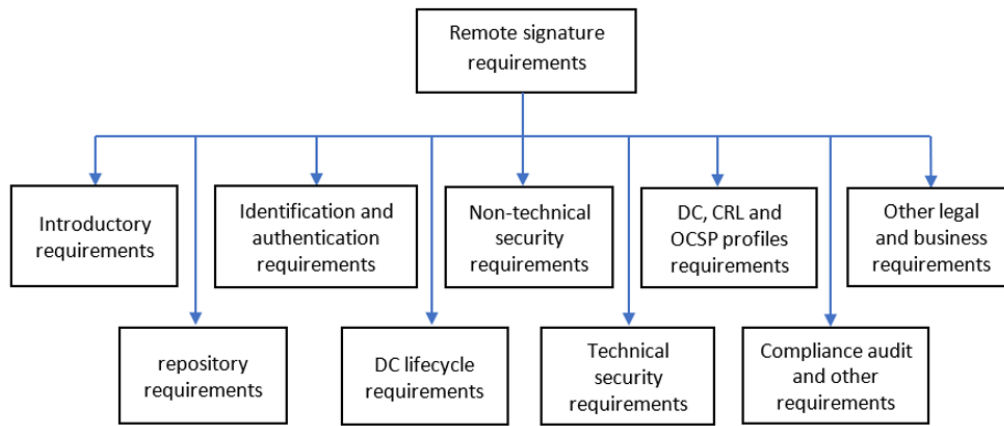 Remote signature
requirements
Introductory
requirements
Identification and
authentication
requirements
Non-technical
security
requirements
DC, CRL and
OCSP profiles
requirements
Other legal
and business
requirements
repository
requirements
DC lifecycle
requirements
Technical
security
requirements
Compliance audit
and other
requirements